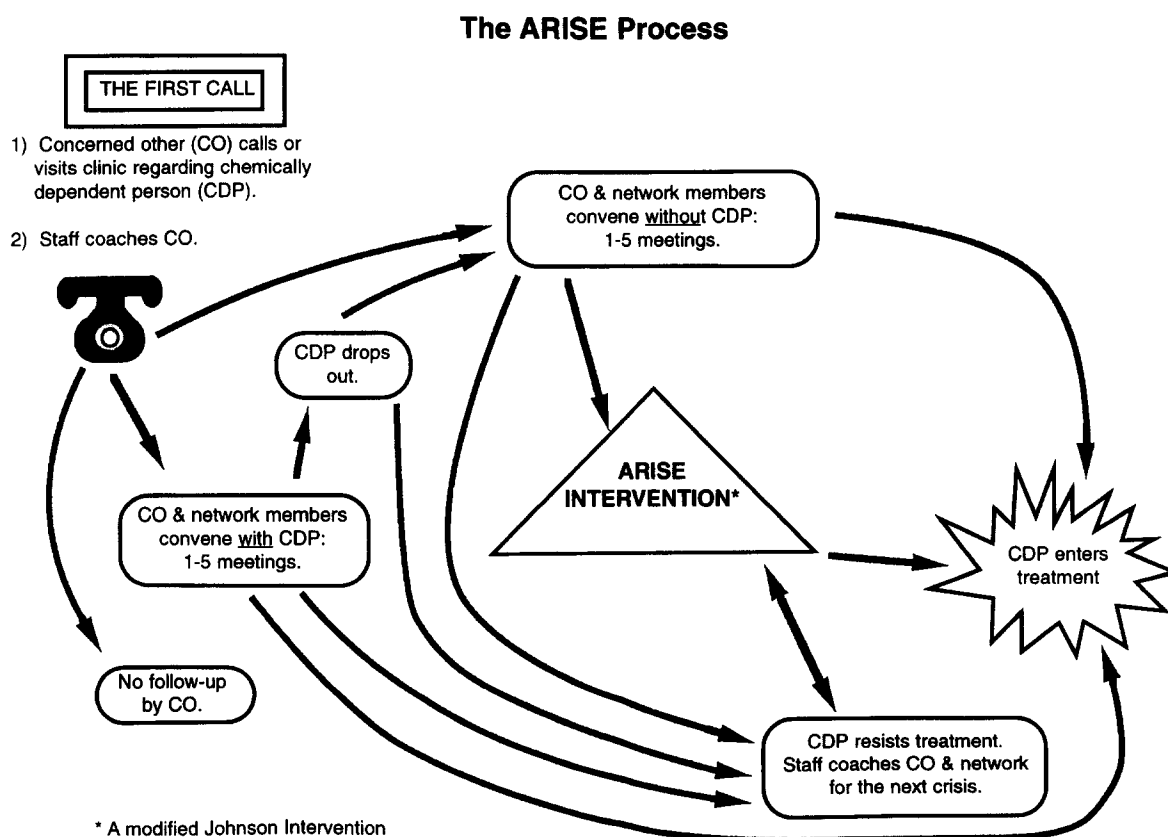 The ARISE Process
THE FIRST CALL
1) Concerned other (CO) calls or
visits clinic regarding chemically
dependent person (CDP).
2) Staff coaches CO.
CO & network members
convene without CDP:
1-5 meetings.
CDP drops
out.
ARISE
INTERVENTION*
CO & network members
convene with CDP:
1-5 meetings.
CDP enters
treatment
No follow-up
by CO.
CDP resists treatment.
Staff coaches CO & network
for the next crisis.
* A modified Johnson Intervention